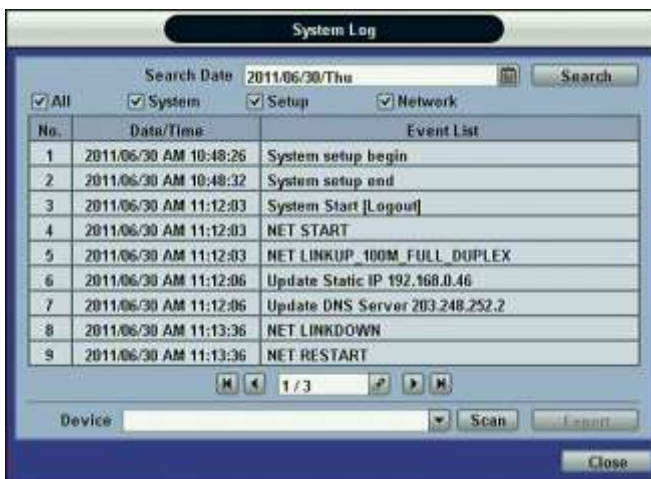 System Log
Search Date 2011/06/30/Thu Search
All System Setup Network
No. Date/Time Event List
1 2011/06/30 AM 10:48:26 System setup begin
2 2011/06/30 AM 10:48:32 System setup end
3 2011/06/30 AM 11:12:03 System Start [Logout]
4 2011/06/30 AM 11:12:03 NET START
5 2011/06/30 AM 11:12:03 NET LINKUP_100M_FULL_DUPLEX
6 2011/06/30 AM 11:12:06 Update Static IP 192.168.0.46
7 2011/06/30 AM 11:12:06 Update DNS Server 203.248.252.2
8 2011/06/30 AM 11:13:36 NET LINKDOWN
9 2011/06/30 AM 11:13:36 NET RESTART
1 / 3
Device Scan Export
Close